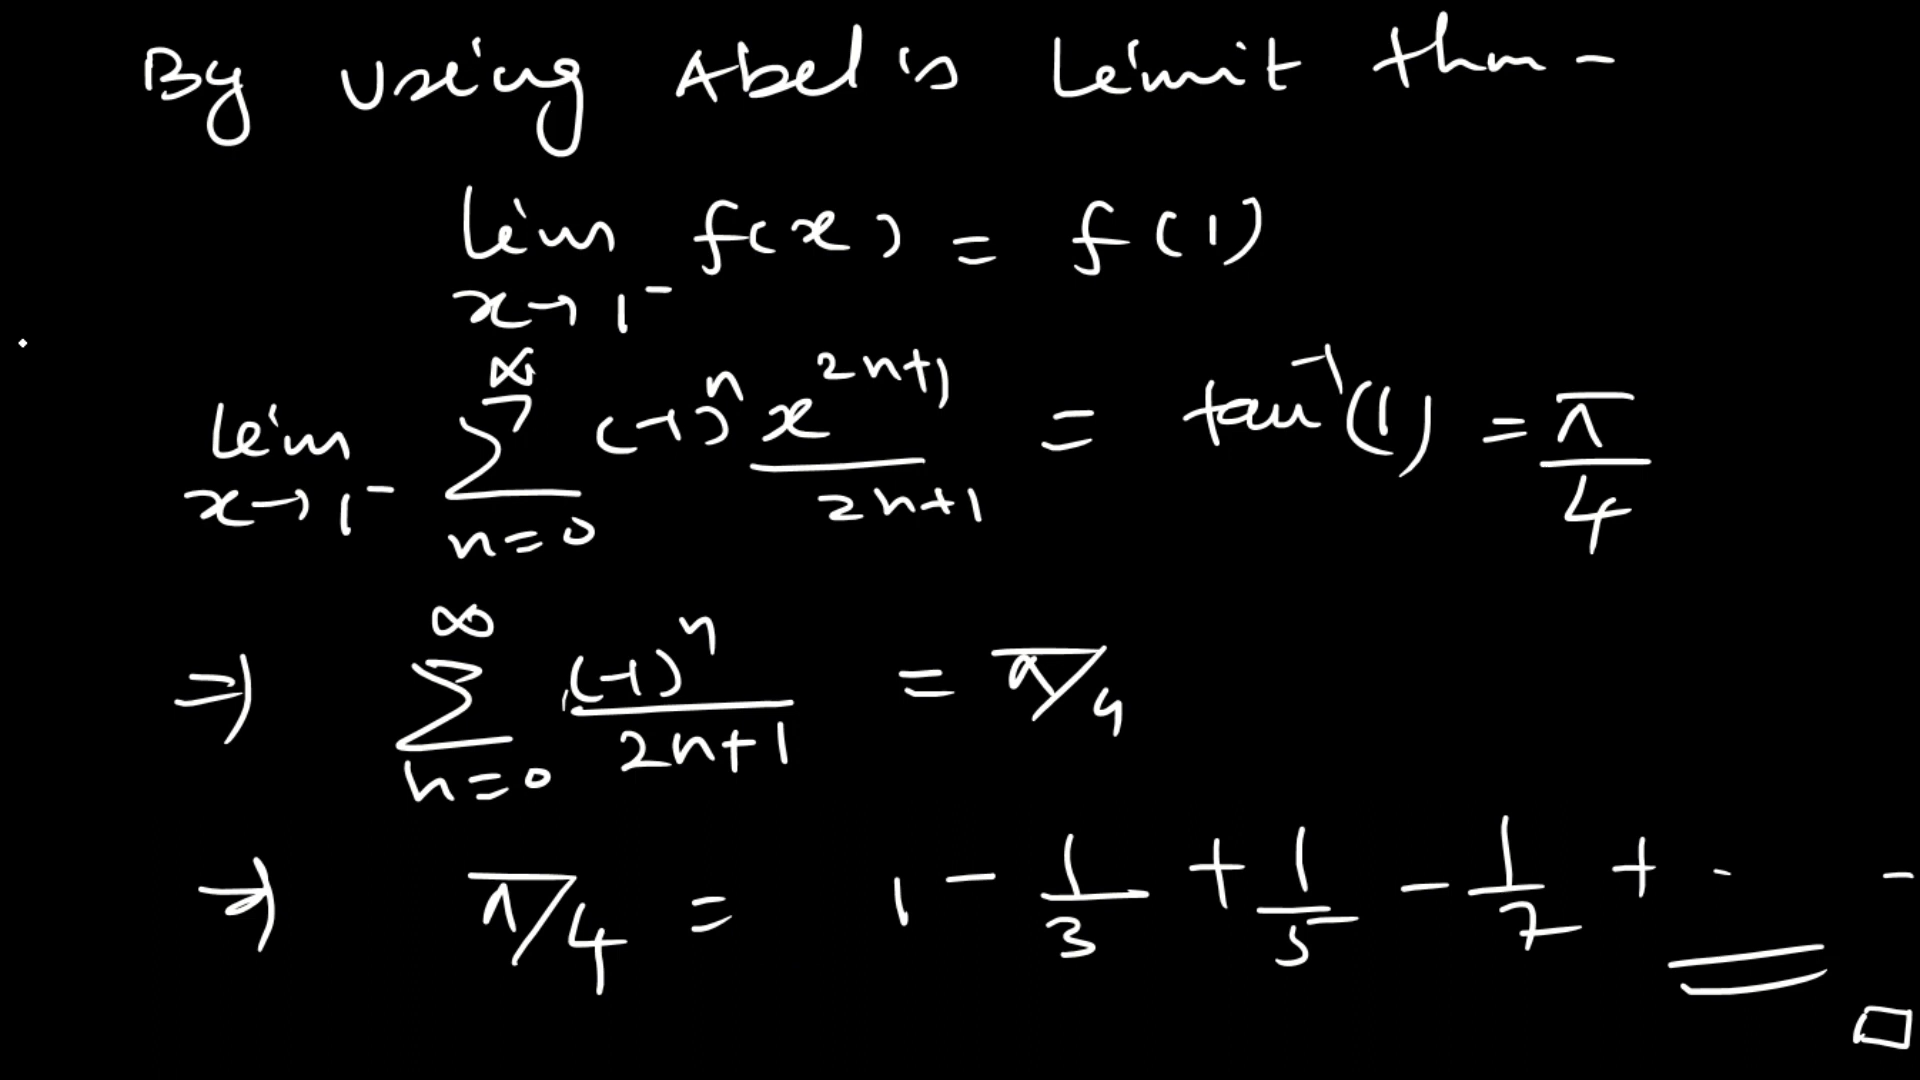 By using Abel's Limit thm -
lim x→1⁻ f(x) = f(1)
lim x→1⁻ ∑ n=0 ∞ (-1)ⁿ x^{2n+1} / 2n+1 = tan⁻¹(1) = π/4
⇒ ∑ n=0 ∞ (-1)ⁿ / 2n+1 = π/4
⇒ π/4 = 1 - 1/3 + 1/5 - 1/7 + - -